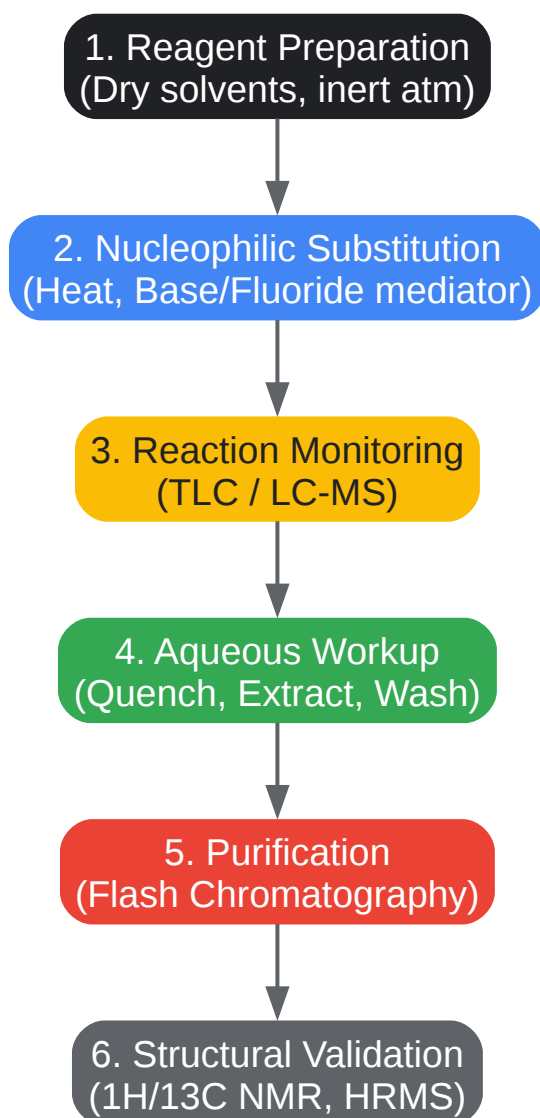 1. Reagent Preparation
(Dry solvents, inert atm)
2. Nucleophilic Substitution
(Heat, Base/Fluoride mediator)
3. Reaction Monitoring
(TLC / LC-MS)
4. Aqueous Workup
(Quench, Extract, Wash)
5. Purification
(Flash Chromatography)
6. Structural Validation
(1H/13C NMR, HRMS)